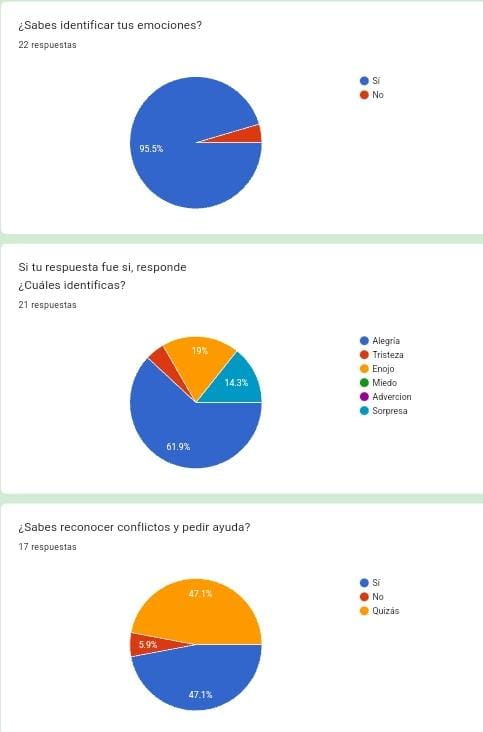 ¿Sabes identificar tus emociones?
22 respuestas
Sí
No
95.5%
Si tu respuesta fue si, responde
¿Cuáles identificas?
21 respuestas
Alegría
Tristeza
Enojo
Miedo
Advercion
Sorpresa
19%
14.3%
61.9%
¿Sabes reconocer conflictos y pedir ayuda?
17 respuestas
Sí
No
Quizás
47.1%
5.9%
47.1%